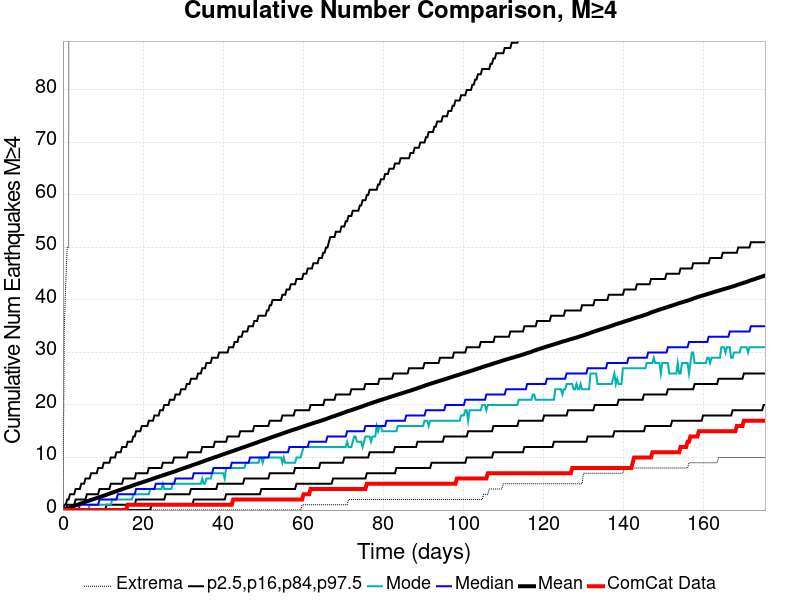 Cumulative Number Comparison, M≥4
Cumulative Num Earthquakes M≥4
80
70
60
50
40
30
20
10
0
0 20 40 60 80 100 120 140 160
Time (days)
Extrema p2.5,p16,p84,p97.5 Mode Median Mean ComCat Data